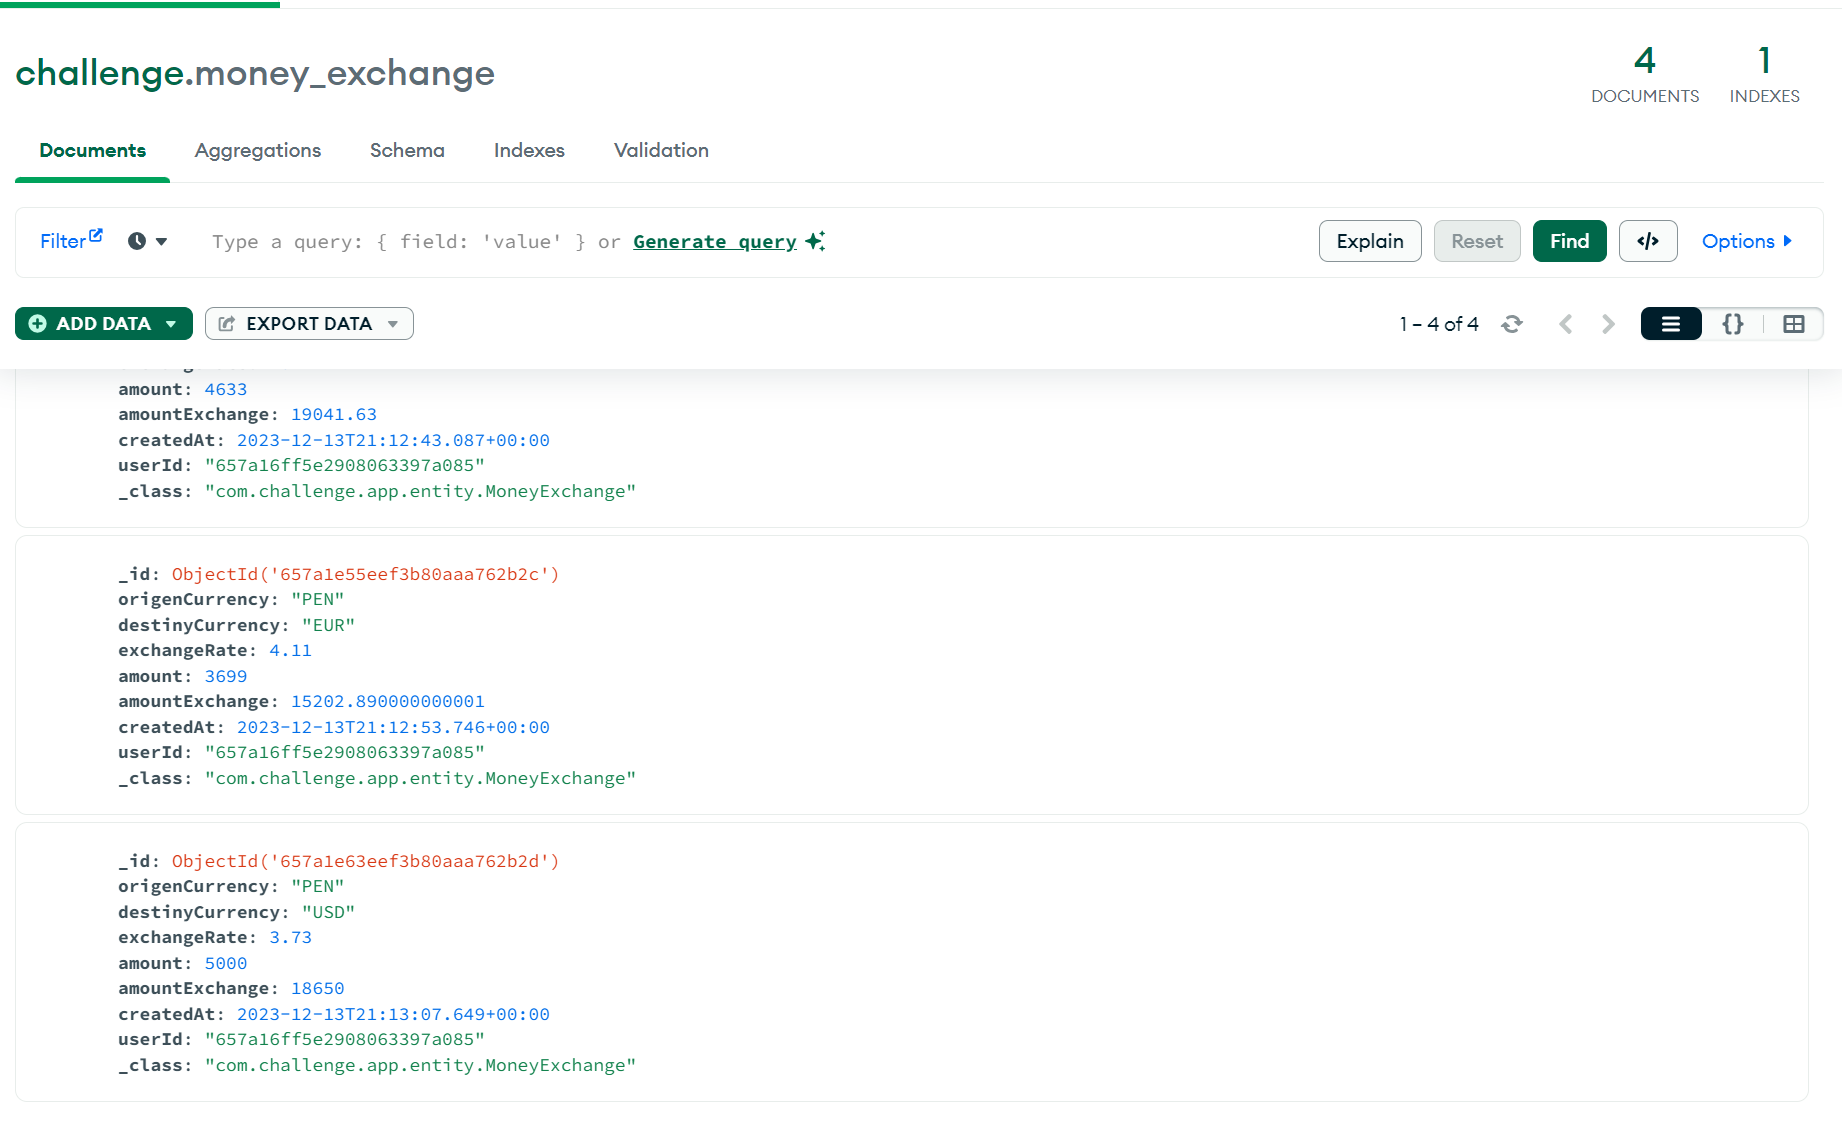 challenge.money_exchange
4
DOCUMENTS
1
INDEXES
Documents
Aggregations
Schema
Indexes
Validation
Filter
Type a query: { field: 'value' } or Generate query
Explain
Reset
Find
</>
Options
ADD DATA
EXPORT DATA
1 – 4 of 4
{}
amount: 4633
amountExchange: 19041.63
createdAt: 2023-12-13T21:12:43.087+00:00
userId: "657a16ff5e2908063397a085"
_class: "com.challenge.app.entity.MoneyExchange"
_id: ObjectId('657a1e55eef3b80aaa762b2c')
origenCurrency: "PEN"
destinyCurrency: "EUR"
exchangeRate: 4.11
amount: 3699
amountExchange: 15202.890000000001
createdAt: 2023-12-13T21:12:53.746+00:00
userId: "657a16ff5e2908063397a085"
_class: "com.challenge.app.entity.MoneyExchange"
_id: ObjectId('657a1e63eef3b80aaa762b2d')
origenCurrency: "PEN"
destinyCurrency: "USD"
exchangeRate: 3.73
amount: 5000
amountExchange: 18650
createdAt: 2023-12-13T21:13:07.649+00:00
userId: "657a16ff5e2908063397a085"
_class: "com.challenge.app.entity.MoneyExchange"